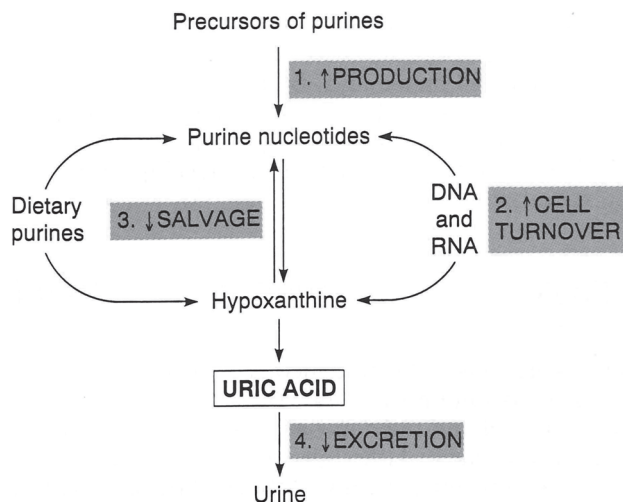 Precursors of purines
1. ↑PRODUCTION
Purine nucleotides
Dietary
purines
3. ↓SALVAGE
DNA
and
RNA
2. ↑CELL
TURNOVER
Hypoxanthine
URIC ACID
4. ↓EXCRETION
Urine